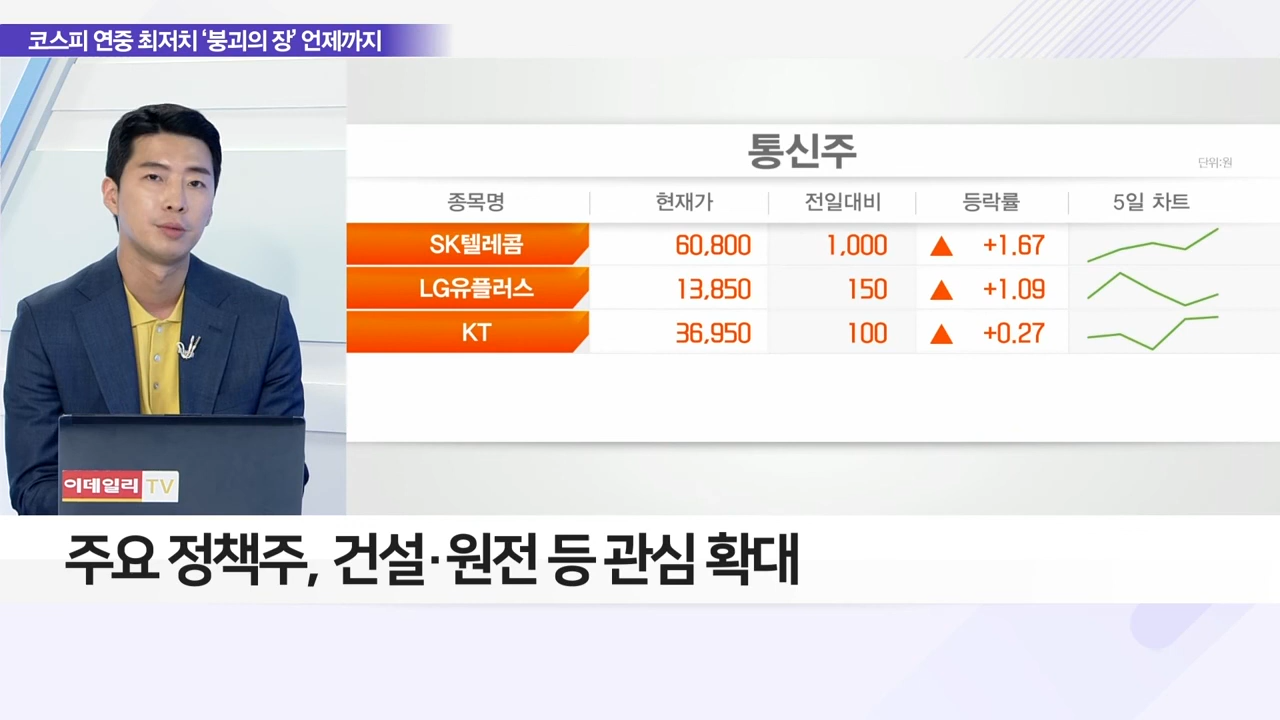 코스피 연중 최저치 ‘붕괴의 장’ 언제까지
통신주
단위:원
종목명 현재가 전일대비 등락률 5일 차트
SK텔레콤 60,800 1,000 ▲ +1.67
LG유플러스 13,850 150 ▲ +1.09
KT 36,950 100 ▲ +0.27
이데일리 TV
주요 정책주, 건설·원전 등 관심 확대